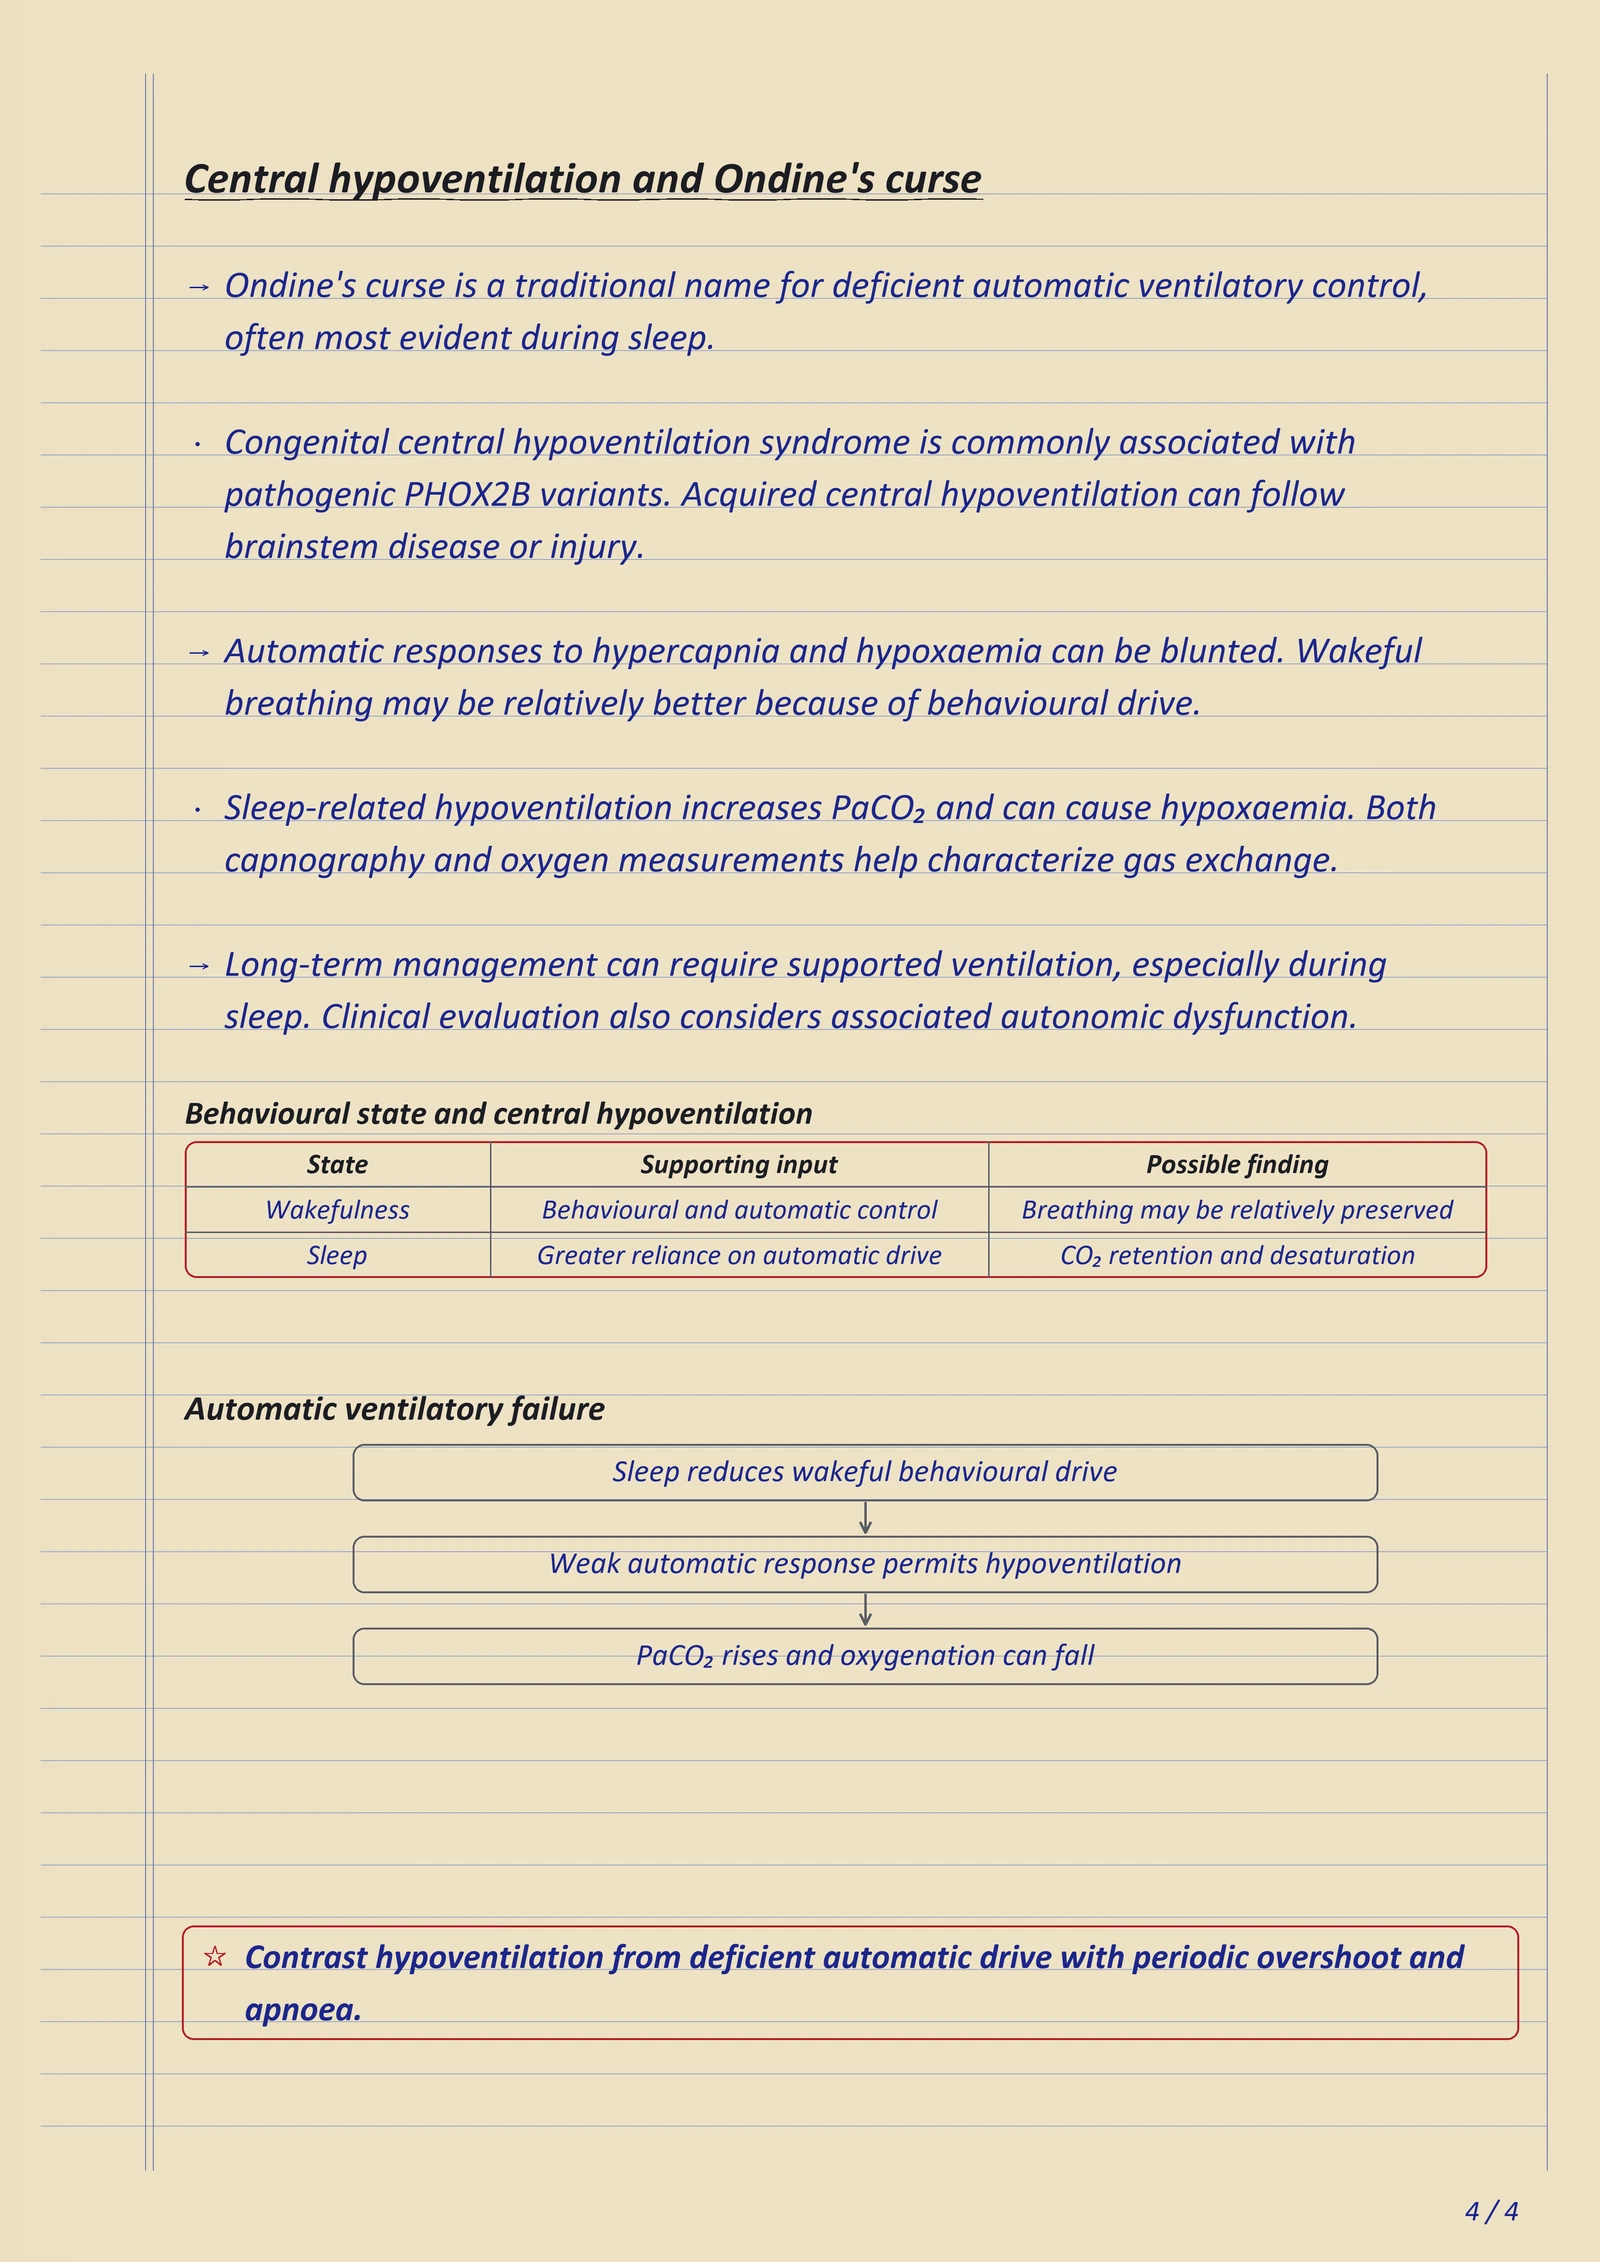 Central hypoventilation and Ondine's curse
→ Ondine's curse is a traditional name for deficient automatic ventilatory control,
often most evident during sleep.
· Congenital central hypoventilation syndrome is commonly associated with
pathogenic PHOX2B variants. Acquired central hypoventilation can follow
brainstem disease or injury.
→ Automatic responses to hypercapnia and hypoxaemia can be blunted. Wakeful
breathing may be relatively better because of behavioural drive.
· Sleep-related hypoventilation increases PaCO₂ and can cause hypoxaemia. Both
capnography and oxygen measurements help characterize gas exchange.
→ Long-term management can require supported ventilation, especially during
sleep. Clinical evaluation also considers associated autonomic dysfunction.
Behavioural state and central hypoventilation
State Supporting input Possible finding
Wakefulness Behavioural and automatic control Breathing may be relatively preserved
Sleep Greater reliance on automatic drive CO₂ retention and desaturation
Automatic ventilatory failure
Sleep reduces wakeful behavioural drive
Weak automatic response permits hypoventilation
PaCO₂ rises and oxygenation can fall
☆ Contrast hypoventilation from deficient automatic drive with periodic overshoot and
apnoea.
4 / 4